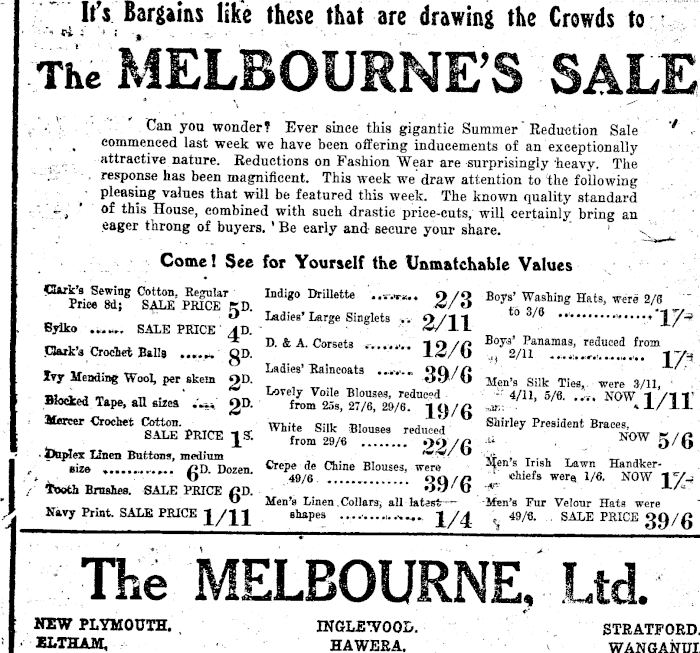 It's Bargains like these that are drawing the Crowds to
The MELBOURNE'S SALE
Can you wonder? Ever since this gigantic Summer Reduction Sale
commenced last week we have been offering inducements of an exceptionally
attractive nature. Reductions on Fashion Wear are surprisingly heavy. The
response has been magnificent. This week we draw attention to the following
pleasing values that will be featured this week. The known quality standard
of this House, combined with such drastic price-cuts, will certainly bring an
eager throng of buyers. Be early and secure your share.
Come! See for Yourself the Unmatchable Values
Clark's Sewing Cotton, Regular
Price 8d; SALE PRICE 5D.
Sylko ...... SALE PRICE 4D.
Clark's Crochet Balls ...... 8D.
Ivy Mending Wool, per skein 2D.
Blocked Tape, all sizes .... 2D.
Mercer Crochet Cotton.
SALE PRICE 1S.
Duplex Linen Buttons, medium
size ............ 6D. Dozen.
Tooth Brushes. SALE PRICE 6D.
Navy Print. SALE PRICE 1/11
Indigo Drillette ........ 2/3
Ladies' Large Singlets .. 2/11
D. & A. Corsets ........ 12/6
Ladies' Raincoats ...... 39/6
Lovely Voile Blouses, reduced
from 25s, 27/6, 29/6. 19/6
White Silk Blouses reduced
from 29/6 ........ 22/6
Crepe de Chine Blouses, were
49/6 ............ 39/6
Men's Linen Collars, all latest
shapes .............. 1/4
Boys' Washing Hats, were 2/6
to 3/6 ................ 1/-
Boys' Panamas, reduced from
2/11 ................ 1/-
Men's Silk Ties, were 3/11,
4/11, 5/6. .... NOW 1/11
Shirley President Braces,
NOW 5/6
Men's Irish Lawn Handker-
chiefs were 1/6. NOW 1/-
Men's Fur Velour Hats were
49/6. .. SALE PRICE 39/6
The MELBOURNE, Ltd.
NEW PLYMOUTH. INGLEWOOD. STRATFORD.
ELTHAM, HAWERA. WANGANUI